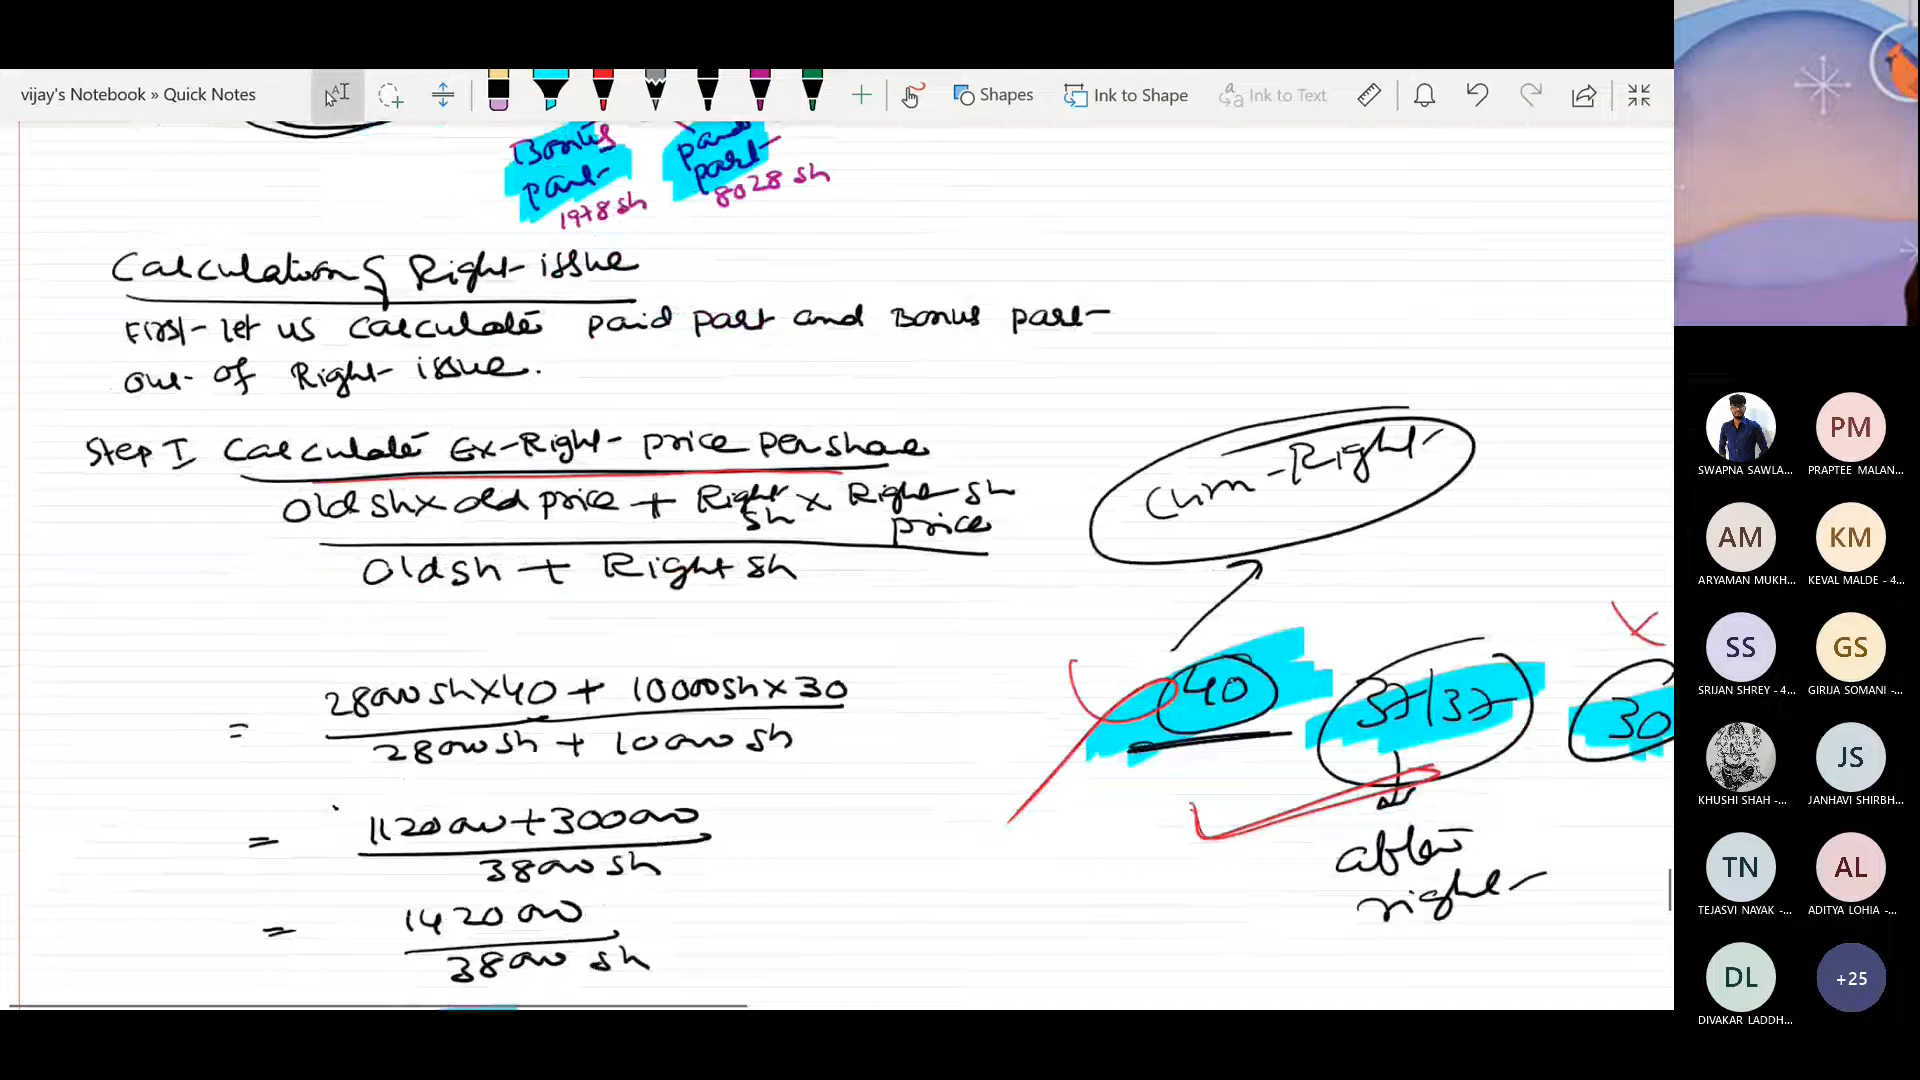 vijay's Notebook » Quick Notes
Shapes
Ink to Shape
Ink to Text
Bonus part 1978 sh
paid part 8028 sh
Calculation of Right issue
First let us calculate paid part and Bonus part
out of Right issue.
Step I Calculate Ex-Right price per share
old sh x old price + Right sh x Right sh price
old sh + Right sh
Cum-Right
= 28000 sh x 40 + 10000 sh x 30
28000 sh + 10000 sh
40
37/37
30
= 1120000 + 300000
38000 sh
after
right
= 1420000
38000 sh
SWAPNA SAWLA...
PM
PRAPTEE MALAN...
AM
ARYAMAN MUKH...
KM
KEVAL MALDE - 4...
SS
SRIJAN SHREY - 4...
GS
GIRIJA SOMANI -...
KHUSHI SHAH -...
JS
JANHAVI SHIRBH...
TN
TEJASVI NAYAK -...
AL
ADITYA LOHIA -...
DL
DIVAKAR LADDH...
+25